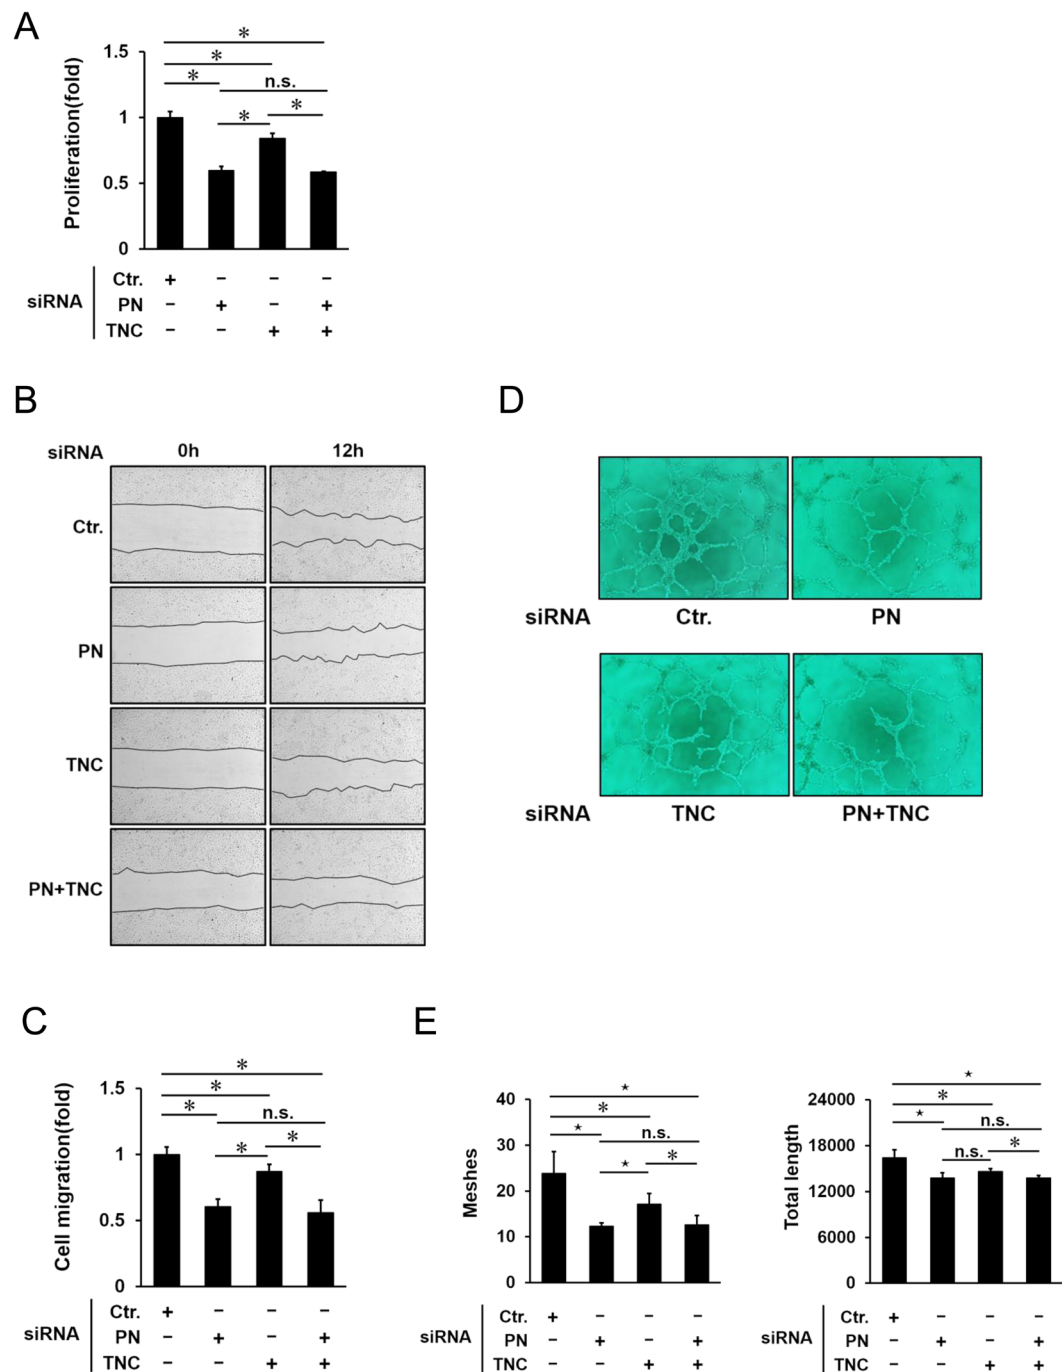 A
Proliferation(fold)
1.5
1
0.5
0
*
*
*
n.s.
*
*
siRNA
Ctr. + − − −
PN − + − +
TNC − − + +
B
siRNA 0h 12h
Ctr.
PN
TNC
PN+TNC
D
siRNA Ctr. PN
siRNA TNC PN+TNC
C
Cell migration(fold)
1.5
1
0.5
0
*
*
*
n.s.
*
*
siRNA
Ctr. + − − −
PN − + − +
TNC − − + +
E
Meshes
40
30
20
10
0
*
*
*
n.s.
*
*
siRNA
Ctr. + − − −
PN − + − +
TNC − − + +
Total length
24000
18000
12000
6000
0
*
*
*
n.s.
n.s.
*
siRNA
Ctr. + − − −
PN − + − +
TNC − − + +